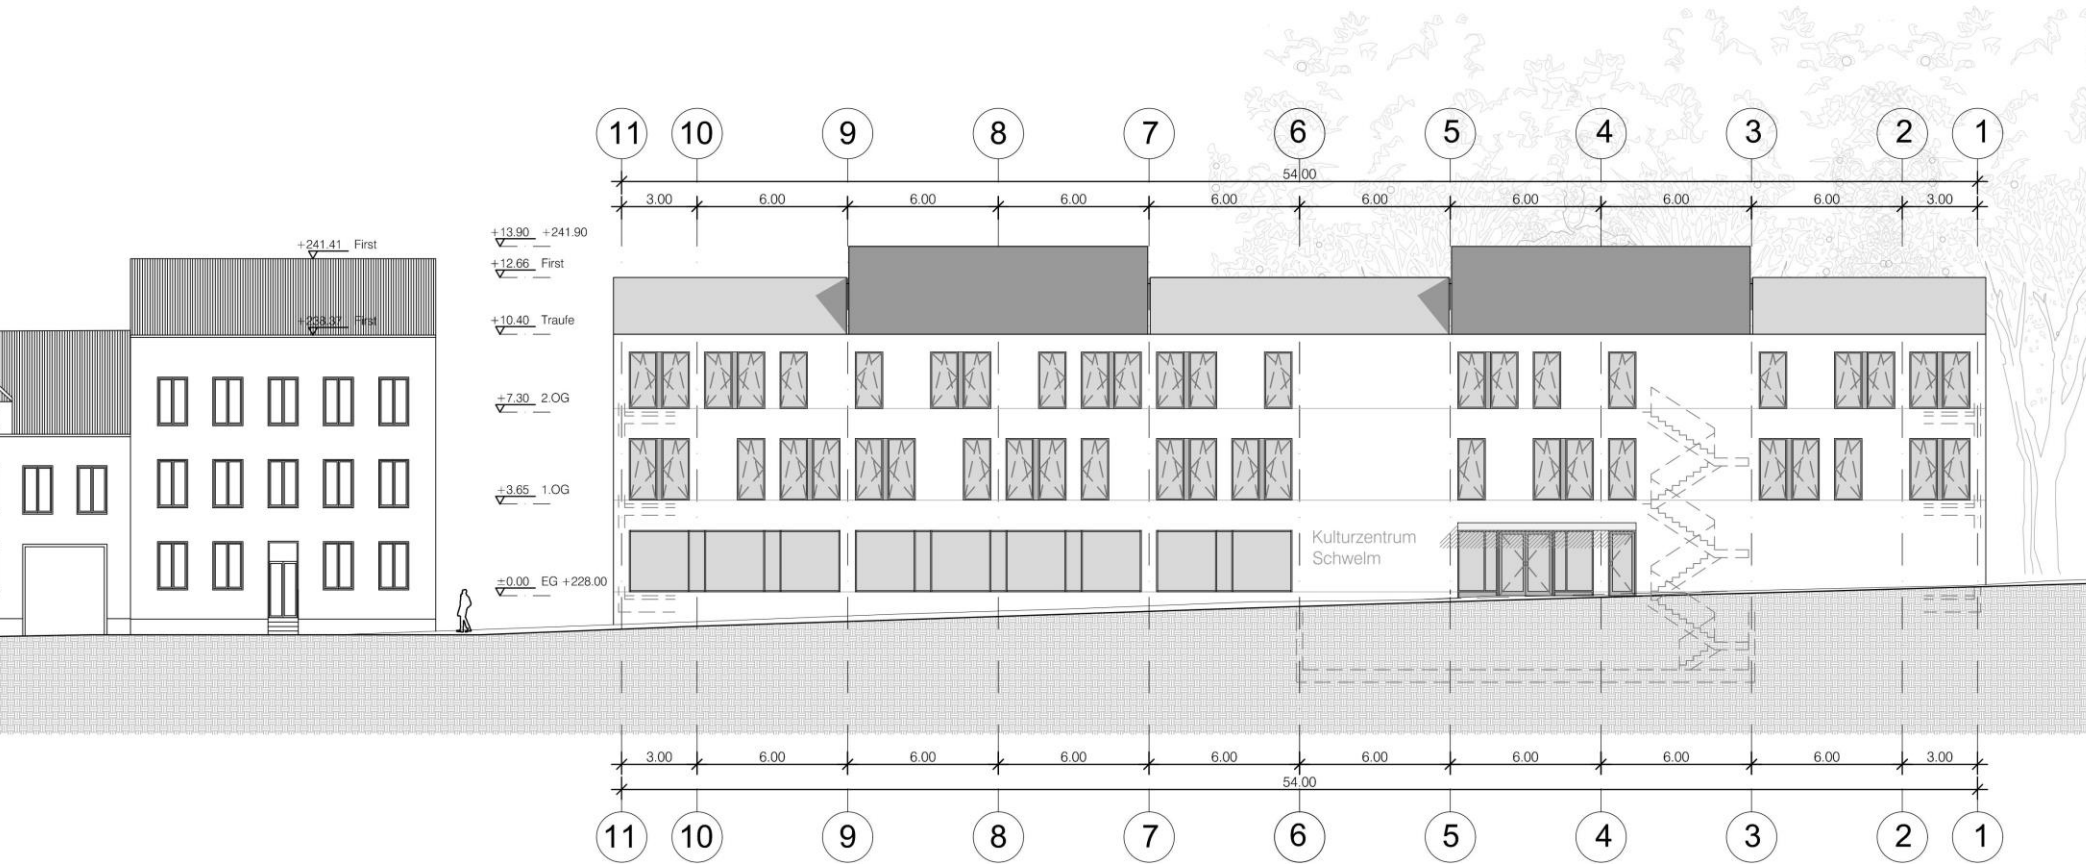 11 10 9 8 7 6 5 4 3 2 1
54.00
3.00 6.00 6.00 6.00 6.00 6.00 6.00 6.00 6.00 3.00
+13.90 +241.90
+241.41 First
+12.66 First
+238.37 First
+10.40 Traufe
+7.30 2.OG
+3.65 1.OG
Kulturzentrum
Schwelm
±0.00 EG +228.00
3.00 6.00 6.00 6.00 6.00 6.00 6.00 6.00 6.00 3.00
54.00
11 10 9 8 7 6 5 4 3 2 1